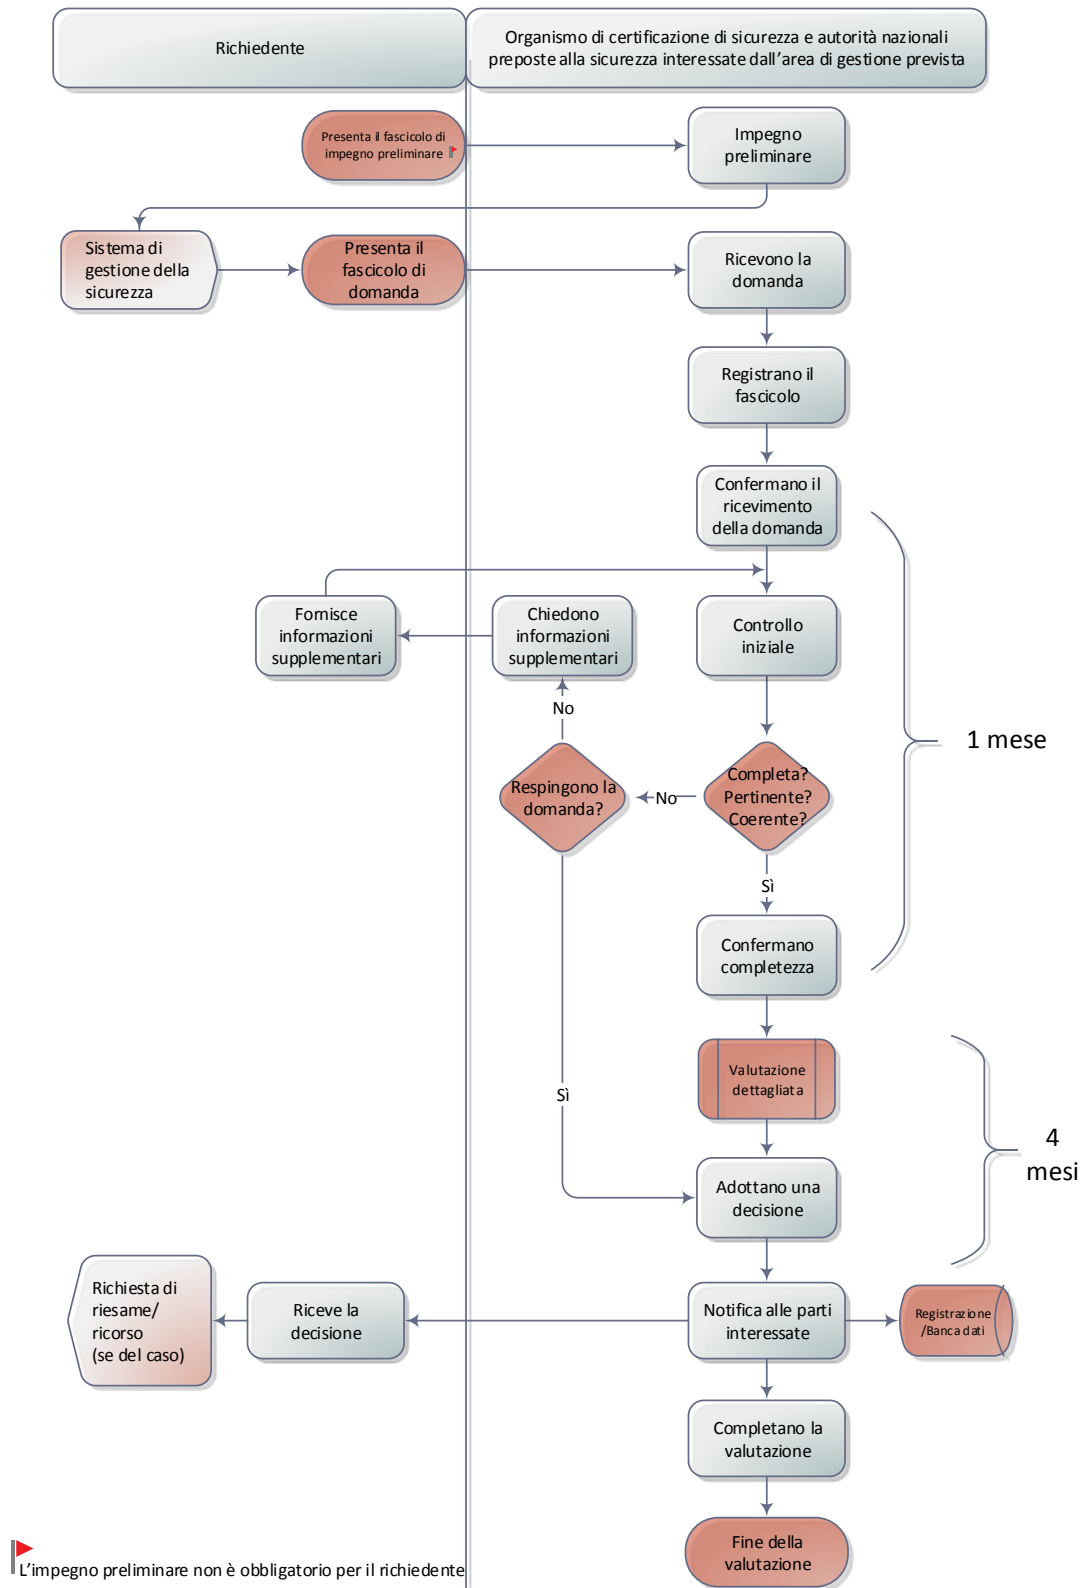 Richiedente
Organismo di certificazione di sicurezza e autorità nazionali
preposte alla sicurezza interessate dall'area di gestione prevista
Presenta il fascicolo di
impegno preliminare
Impegno
preliminare
Sistema di
gestione della
sicurezza
Presenta il
fascicolo di
domanda
Ricevono la
domanda
Registrano il
fascicolo
Confermano il
ricevimento
della domanda
Fornisce
informazioni
supplementari
Chiedono
informazioni
supplementari
Controllo
iniziale
No
1 mese
Respingono la
domanda?
No
Completa?
Pertinente?
Coerente?
Sì
Confermano
completezza
Valutazione
dettagliata
Sì
4
mesi
Adottano una
decisione
Richiesta di
riesame/
ricorso
(se del caso)
Riceve la
decisione
Notifica alle parti
interessate
Registrazione
/Banca dati
Completano la
valutazione
Fine della
valutazione
L'impegno preliminare non è obbligatorio per il richiedente